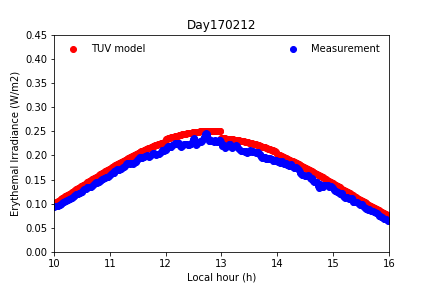 Day170212
TUV model
Measurement
Erythemal Irradiance (W/m2)
0.45
0.40
0.35
0.30
0.25
0.20
0.15
0.10
0.05
0.00
10 11 12 13 14 15 16
Local hour (h)